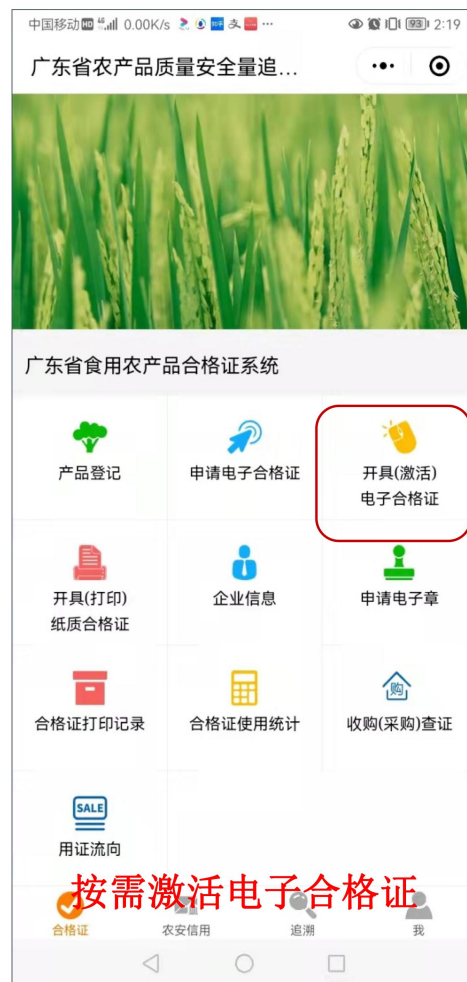 中国移动 HD 0.00K/s 知乎 支 ··· 93 2:19
广东省农产品质量安全量追...
广东省食用农产品合格证系统
产品登记
申请电子合格证
开具(激活)
电子合格证
开具(打印)
纸质合格证
企业信息
申请电子章
合格证打印记录
合格证使用统计
购
收购(采购)查证
SALE
用证流向
按需激活电子合格证
合格证
农安信用
追溯
我